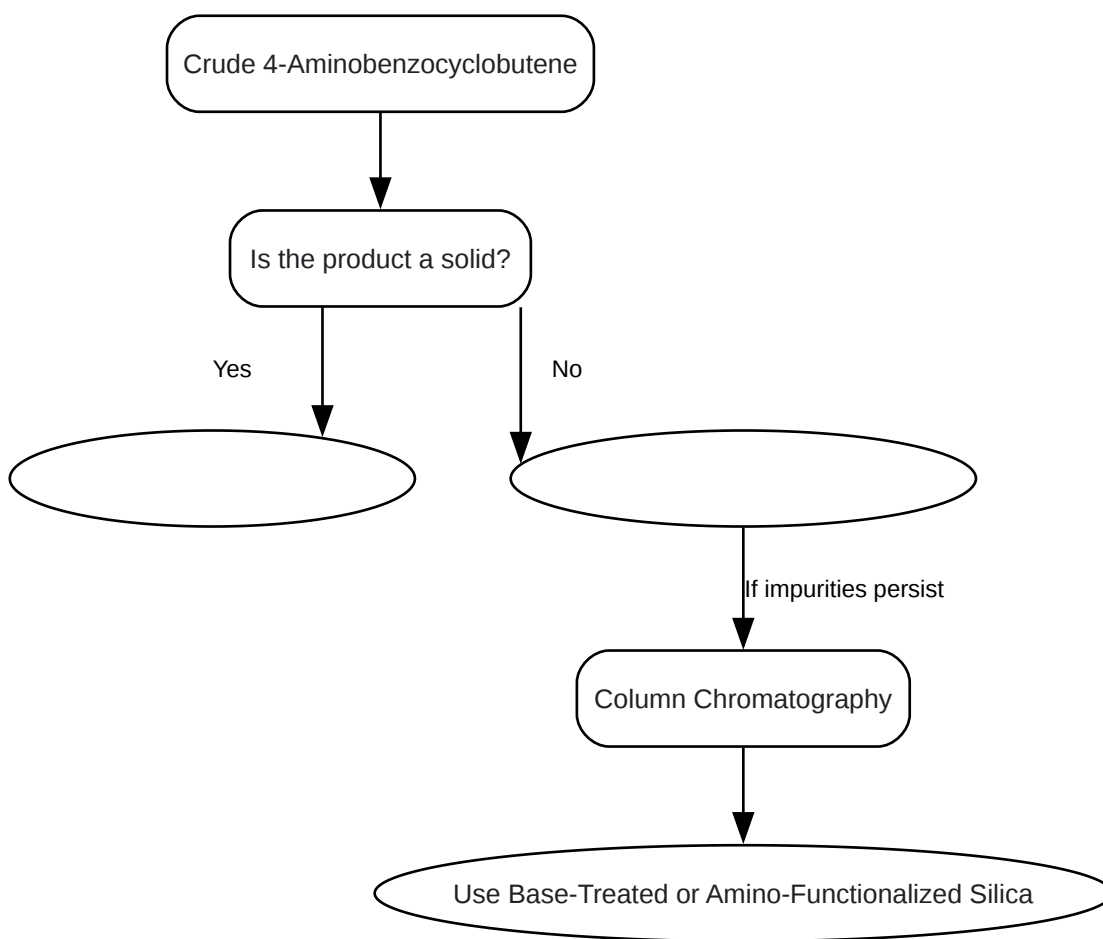 Crude 4-Aminobenzocyclobutene
Is the product a solid?
Yes
No
If impurities persist
Column Chromatography
Use Base-Treated or Amino-Functionalized Silica